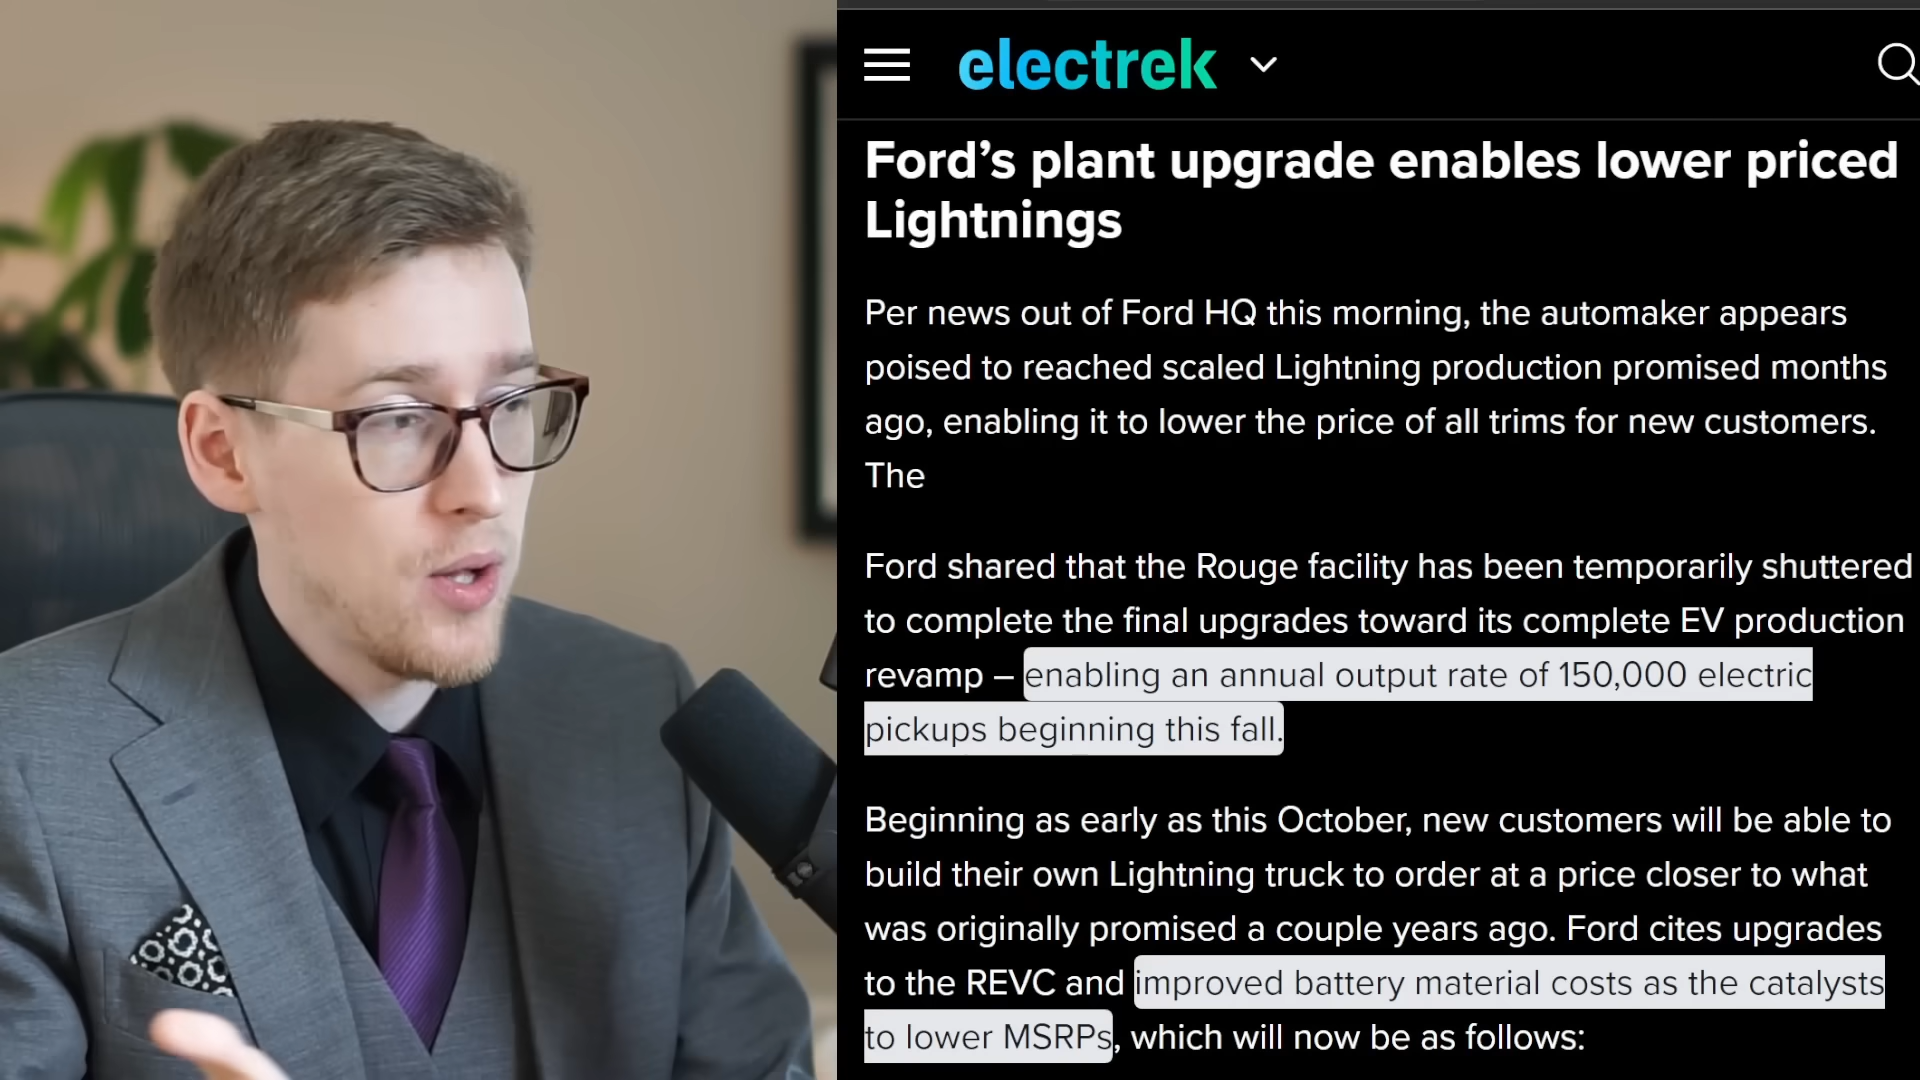 electrek
Ford’s plant upgrade enables lower priced
Lightnings
Per news out of Ford HQ this morning, the automaker appears
poised to reached scaled Lightning production promised months
ago, enabling it to lower the price of all trims for new customers.
The
Ford shared that the Rouge facility has been temporarily shuttered
to complete the final upgrades toward its complete EV production
revamp – enabling an annual output rate of 150,000 electric
pickups beginning this fall.
Beginning as early as this October, new customers will be able to
build their own Lightning truck to order at a price closer to what
was originally promised a couple years ago. Ford cites upgrades
to the REVC and improved battery material costs as the catalysts
to lower MSRPs, which will now be as follows: